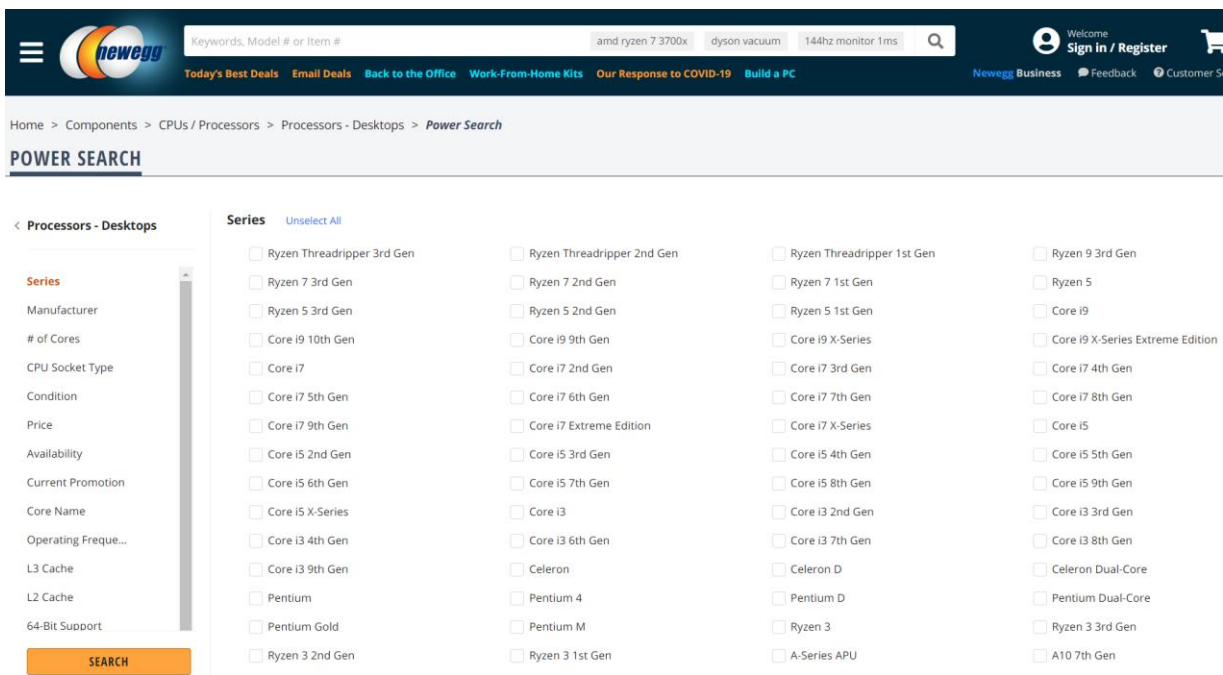 newegg
Keywords, Model # or Item #
amd ryzen 7 3700x dyson vacuum 144hz monitor 1ms
Welcome
Sign in / Register
Today's Best Deals Email Deals Back to the Office Work-From-Home Kits Our Response to COVID-19 Build a PC
Newegg Business Feedback Customer
Home > Components > CPUs / Processors > Processors - Desktops > Power Search
POWER SEARCH
< Processors - Desktops
Series
Manufacturer
# of Cores
CPU Socket Type
Condition
Price
Availability
Current Promotion
Core Name
Operating Freque...
L3 Cache
L2 Cache
64-Bit Support
SEARCH
Series Unselect All
Ryzen Threadripper 3rd Gen Ryzen Threadripper 2nd Gen Ryzen Threadripper 1st Gen Ryzen 9 3rd Gen
Ryzen 7 3rd Gen Ryzen 7 2nd Gen Ryzen 7 1st Gen Ryzen 5
Ryzen 5 3rd Gen Ryzen 5 2nd Gen Ryzen 5 1st Gen Core i9
Core i9 10th Gen Core i9 9th Gen Core i9 X-Series Core i9 X-Series Extreme Edition
Core i7 Core i7 2nd Gen Core i7 3rd Gen Core i7 4th Gen
Core i7 5th Gen Core i7 6th Gen Core i7 7th Gen Core i7 8th Gen
Core i7 9th Gen Core i7 Extreme Edition Core i7 X-Series Core i5
Core i5 2nd Gen Core i5 3rd Gen Core i5 4th Gen Core i5 5th Gen
Core i5 6th Gen Core i5 7th Gen Core i5 8th Gen Core i5 9th Gen
Core i5 X-Series Core i3 Core i3 2nd Gen Core i3 3rd Gen
Core i3 4th Gen Core i3 6th Gen Core i3 7th Gen Core i3 8th Gen
Core i3 9th Gen Celeron Celeron D Celeron Dual-Core
Pentium Pentium 4 Pentium D Pentium Dual-Core
Pentium Gold Pentium M Ryzen 3 Ryzen 3 3rd Gen
Ryzen 3 2nd Gen Ryzen 3 1st Gen A-Series APU A10 7th Gen